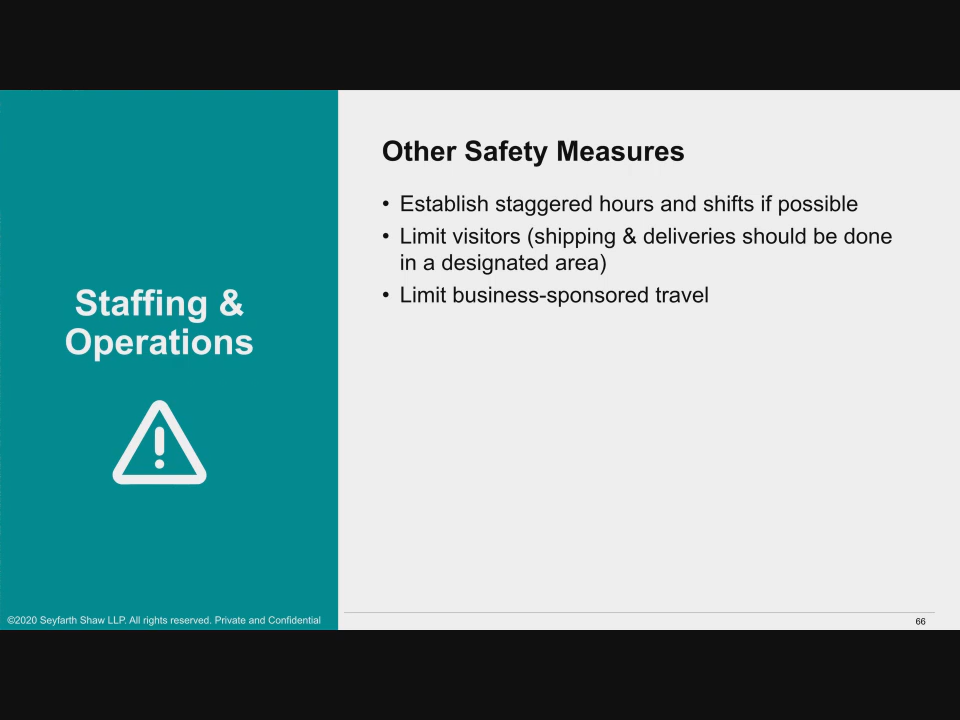 Staffing &
Operations
Other Safety Measures
• Establish staggered hours and shifts if possible
• Limit visitors (shipping & deliveries should be done
in a designated area)
• Limit business-sponsored travel
©2020 Seyfarth Shaw LLP. All rights reserved. Private and Confidential
66